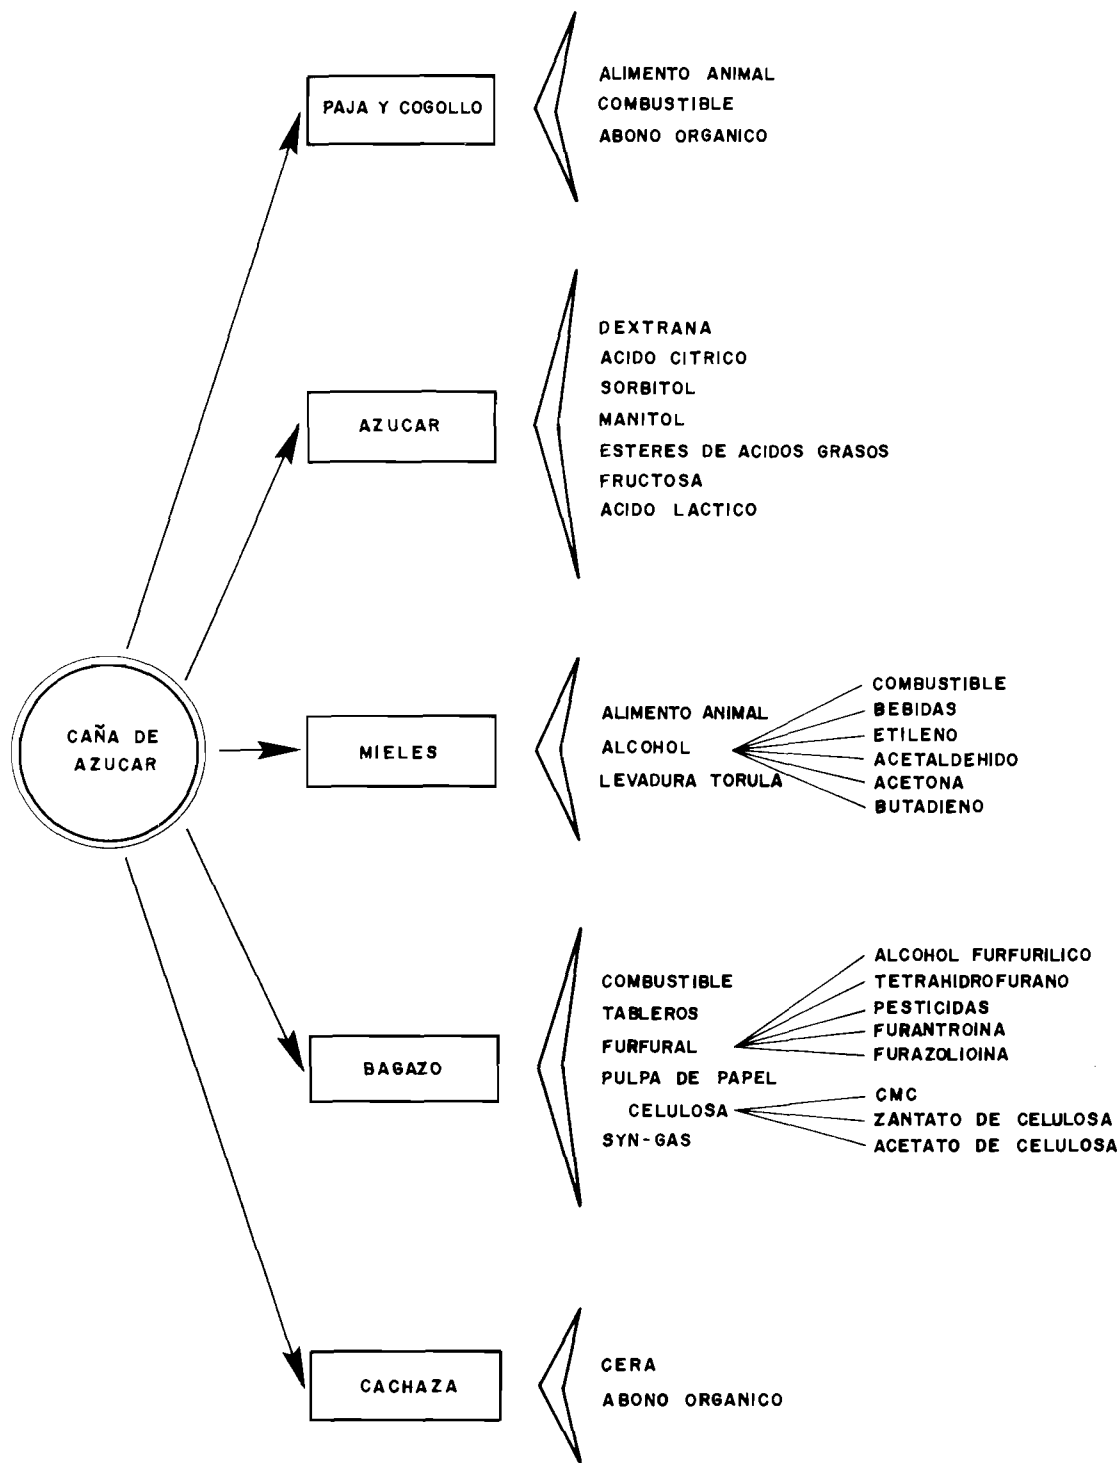 PAJA Y COGOLLO
ALIMENTO ANIMAL
COMBUSTIBLE
ABONO ORGANICO
AZUCAR
DEXTRANA
ACIDO CITRICO
SORBITOL
MANITOL
ESTERES DE ACIDOS GRASOS
FRUCTOSA
ACIDO LACTICO
CAÑA DE
AZUCAR
MIELES
ALIMENTO ANIMAL
ALCOHOL
LEVADURA TORULA
COMBUSTIBLE
BEBIDAS
ETILENO
ACETALDEHIDO
ACETONA
BUTADIENO
BAGAZO
COMBUSTIBLE
TABLEROS
FURFURAL
PULPA DE PAPEL
CELULOSA
SYN-GAS
ALCOHOL FURFURILICO
TETRAHIDROFURANO
PESTICIDAS
FURANTROINA
FURAZOLIOINA
CMC
ZANTATO DE CELULOSA
ACETATO DE CELULOSA
CACHAZA
CERA
ABONO ORGANICO